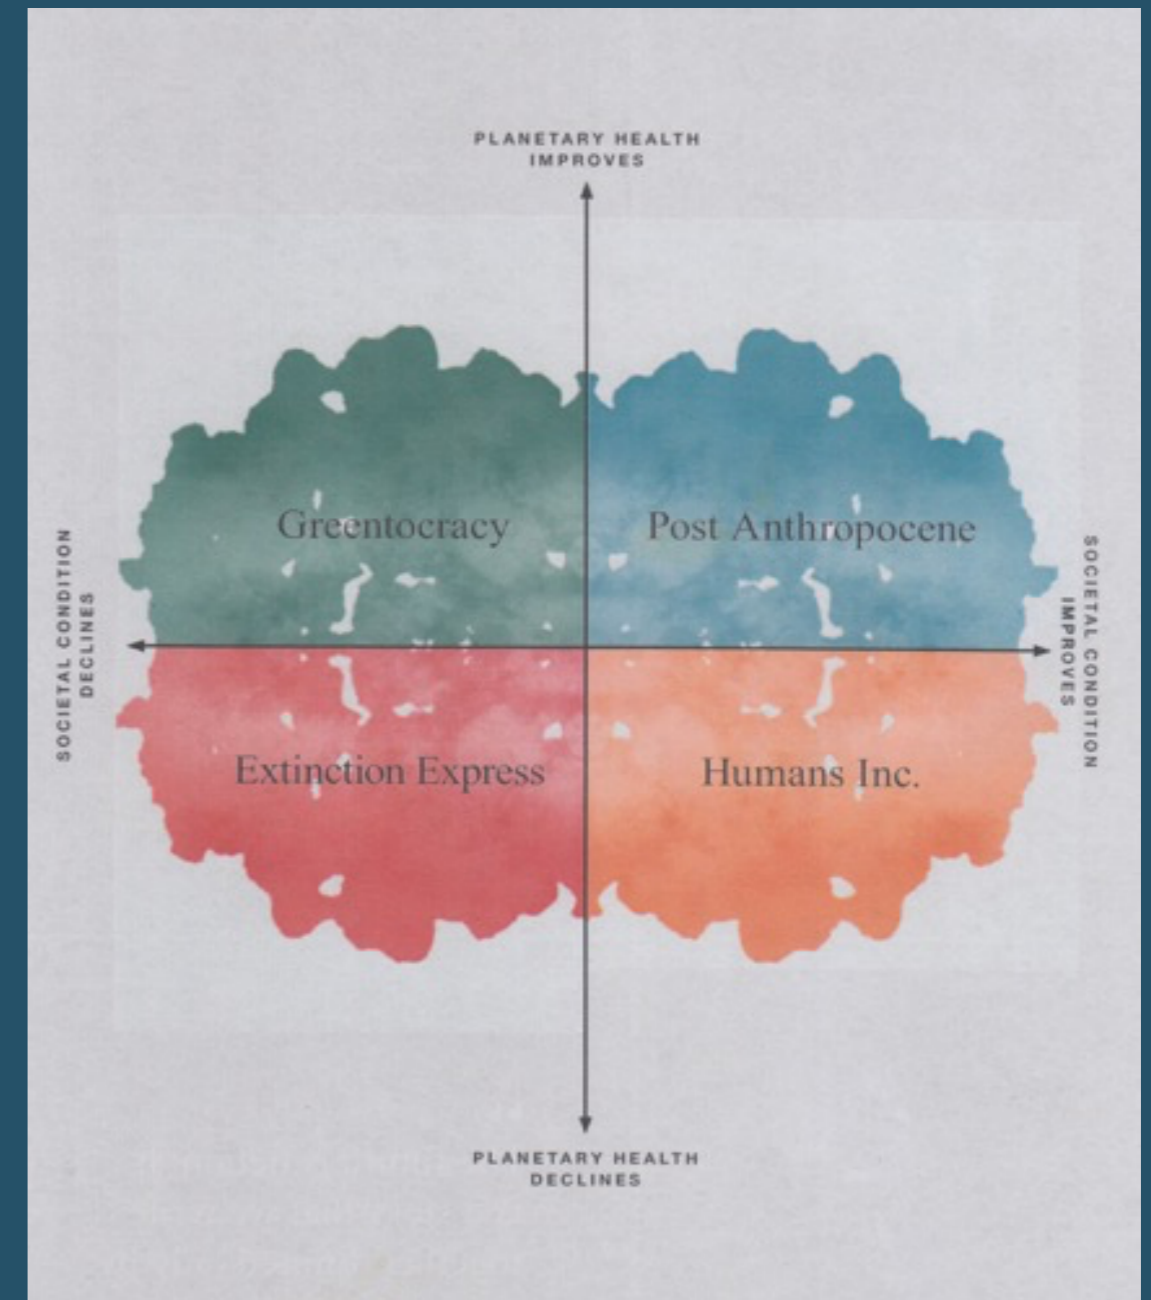 PLANETARY HEALTH
IMPROVES
Greentocracy
Post Anthropocene
SOCIETAL CONDITION
DECLINES
SOCIETAL CONDITION
IMPROVES
Extinction Express
Humans Inc.
PLANETARY HEALTH
DECLINES